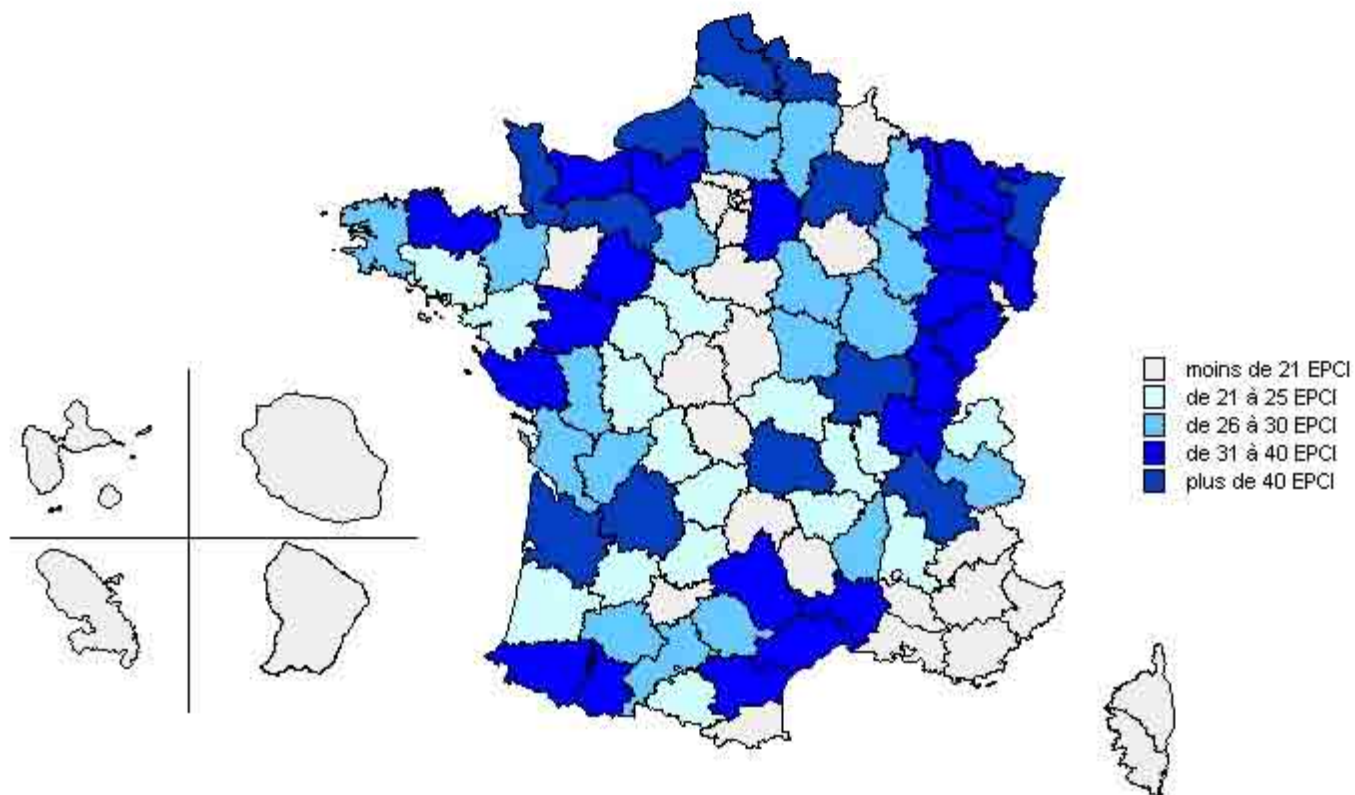 moins de 21 EPCI
de 21 à 25 EPCI
de 26 à 30 EPCI
de 31 à 40 EPCI
plus de 40 EPCI